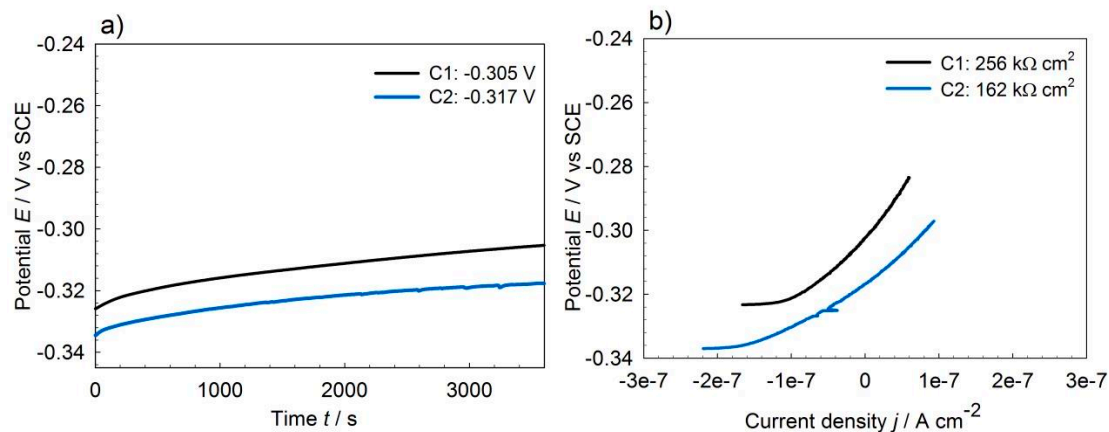 a)
C1: -0.305 V
C2: -0.317 V
Potential E / V vs SCE
-0.24
-0.26
-0.28
-0.30
-0.32
-0.34
0 1000 2000 3000
Time t / s
b)
C1: 256 kΩ cm²
C2: 162 kΩ cm²
Potential E / V vs SCE
-0.24
-0.26
-0.28
-0.30
-0.32
-0.34
-3e-7 -2e-7 -1e-7 0 1e-7 2e-7 3e-7
Current density j / A cm⁻²